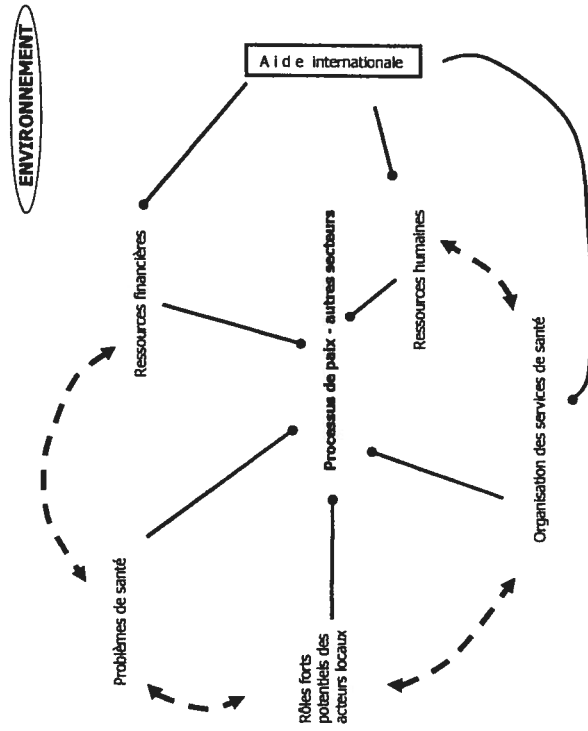 ENVIRONNEMENT
Problèmes de santé
Ressources financières
Aide internationale
Rôles forts
potentiels des
acteurs locaux
Processus de paix - autres secteurs
Ressources humaines
Organisation des services de santé